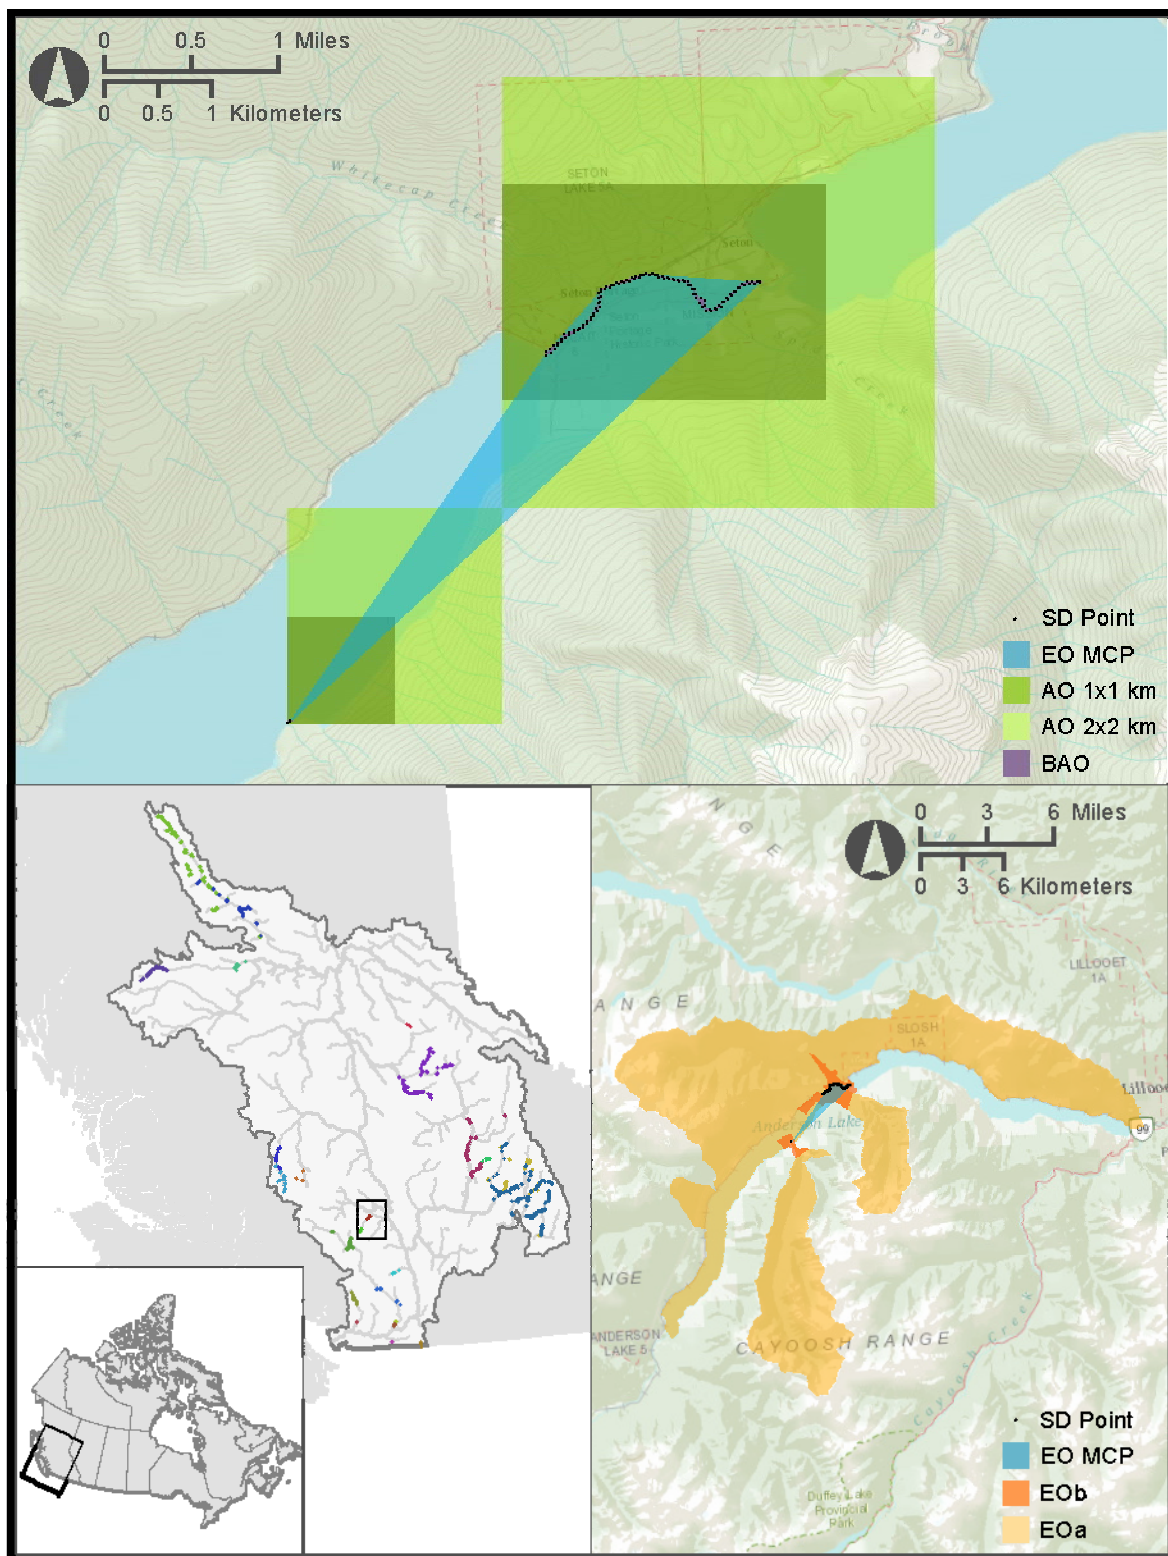 0 0.5 1 Miles
0 0.5 1 Kilometers
Whitecap Creek
SETON
LAKE 5A
Seton
Creek
SD Point
EO MCP
AO 1x1 km
AO 2x2 km
BAO
0 3 6 Miles
0 3 6 Kilometers
LILLOOET
1A
SLOSH
1A
Anderson Lake
99
ANDERSON
LAKE 5
CAYOOSH RANGE
Cayoosh Creek
Duffey Lake
Provincial
Park
SD Point
EO MCP
EOb
EOa